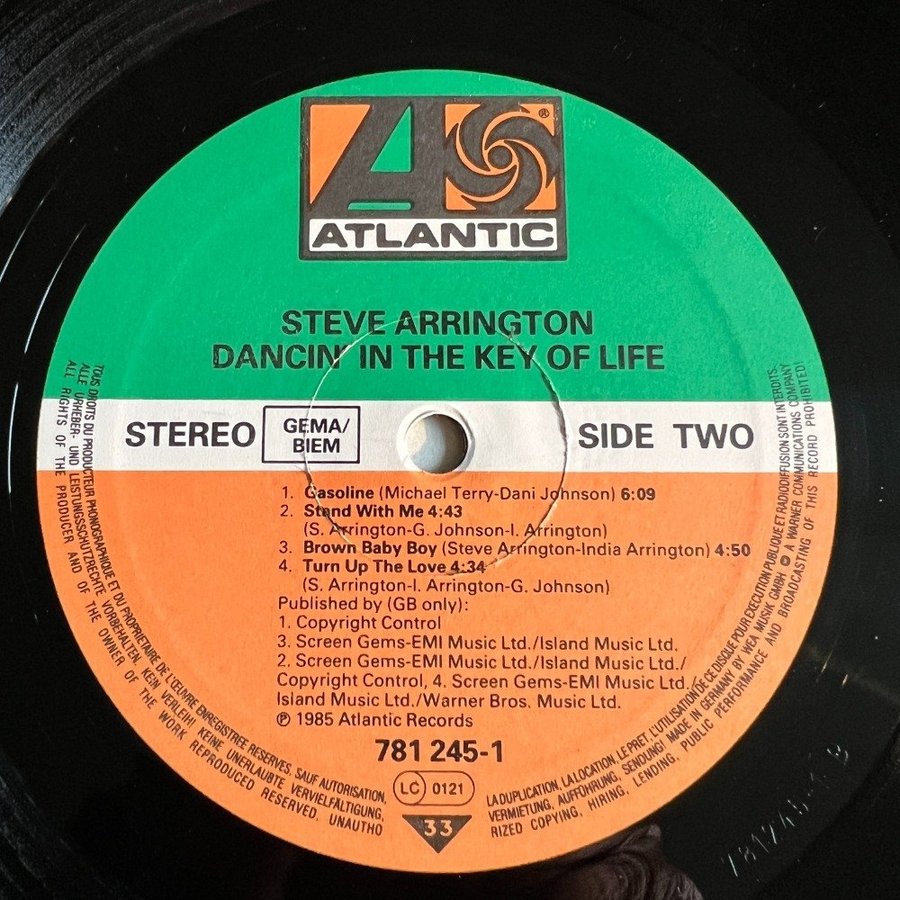 ®
ATLANTIC
STEVE ARRINGTON
DANCIN' IN THE KEY OF LIFE
STEREO
GEMA/
BIEM
SIDE TWO
1. Gasoline (Michael Terry-Dani Johnson) 6:09
2. Stand With Me 4:43
(S. Arrington-G. Johnson-I. Arrington)
3. Brown Baby Boy (Steve Arrington-India Arrington) 4:50
4. Turn Up The Love 4:34
(S. Arrington-I. Arrington-G. Johnson)
Published by (GB only):
1. Copyright Control
3. Screen Gems-EMI Music Ltd./Island Music Ltd.
2. Screen Gems-EMI Music Ltd./Island Music Ltd./
Copyright Control, 4. Screen Gems-EMI Music Ltd./
Island Music Ltd./Warner Bros. Music Ltd.
℗ 1985 Atlantic Records
781 245-1
LC 0121
33
TOUS DROITS DU PRODUCTEUR PHONOGRAPHIQUE ET DU PROPRIETAIRE DE L'ŒUVRE ENREGISTREE RESERVES. SAUF AUTORISATION,
LA DUPLICATION, LA LOCATION, LE PRET, L'UTILISATION DE CE DISQUE POUR EXECUTION PUBLIQUE ET RADIODIFFUSION SONT INTERDITS.
ALLE URHEBER- UND LEISTUNGSSCHUTZRECHTE VORBEHALTEN. KEIN VERLEIH! KEINE UNERLAUBTE VERVIELFÄLTIGUNG,
VERMIETUNG, AUFFÜHRUNG, SENDUNG! MADE IN GERMANY BY WEA MUSIK GMBH ℗ A WARNER COMMUNICATIONS COMPANY
ALL RIGHTS OF THE PRODUCER AND OF THE OWNER OF THE WORK REPRODUCED RESERVED. UNAUTHO
RIZED COPYING, HIRING, LENDING, PUBLIC PERFORMANCE AND BROADCASTING OF THIS RECORD PROHIBITED!